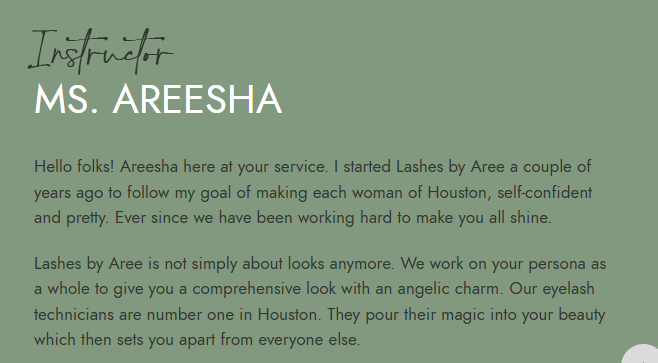 Instructor
MS. AREESHA
Hello folks! Areesha here at your service. I started Lashes by Aree a couple of
years ago to follow my goal of making each woman of Houston, self-confident
and pretty. Ever since we have been working hard to make you all shine.
Lashes by Aree is not simply about looks anymore. We work on your persona as
a whole to give you a comprehensive look with an angelic charm. Our eyelash
technicians are number one in Houston. They pour their magic into your beauty
which then sets you apart from everyone else.